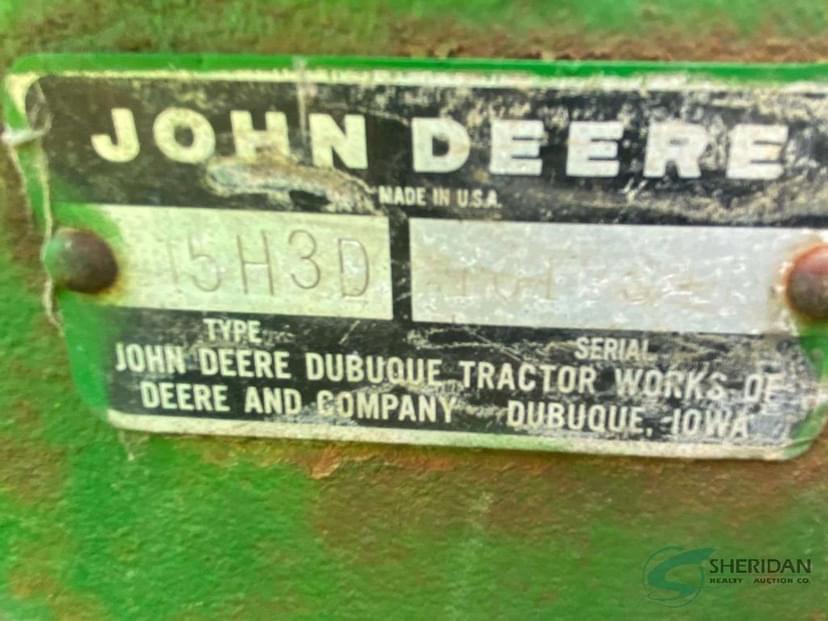 JOHN DEERE
MADE IN U.S.A.
15H3D
TYPE SERIAL
JOHN DEERE DUBUQUE TRACTOR WORKS OF
DEERE AND COMPANY DUBUQUE, IOWA
SHERIDAN
REALTY AUCTION CO.